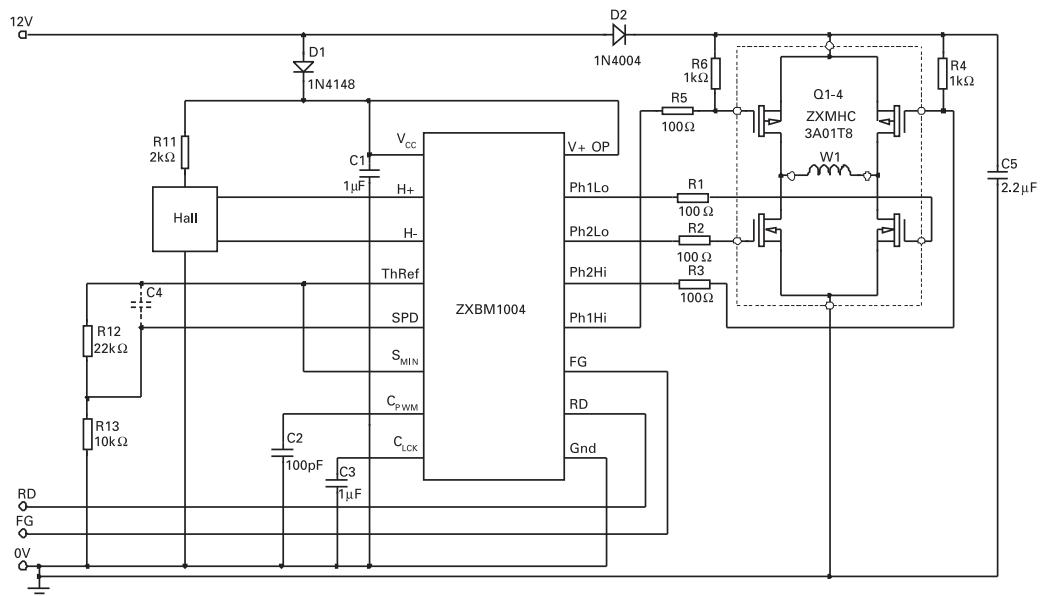 12V
D2
1N4004
D1
1N4148
R6
1kΩ
R4
1kΩ
Q1-4
ZXMHC
3A01T8
W1
R5
100Ω
R11
2kΩ
C1
1μF
C5
2.2μF
Hall
VCC
V+ OP
H+
Ph1Lo
R1
100Ω
H-
Ph2Lo
R2
100Ω
ThRef
Ph2Hi
R3
100Ω
C4
SPD
ZXBM1004
Ph1Hi
R12
22kΩ
SMIN
FG
CPWM
RD
R13
10kΩ
C2
100pF
CLCK
Gnd
C3
1μF
RD
FG
0V